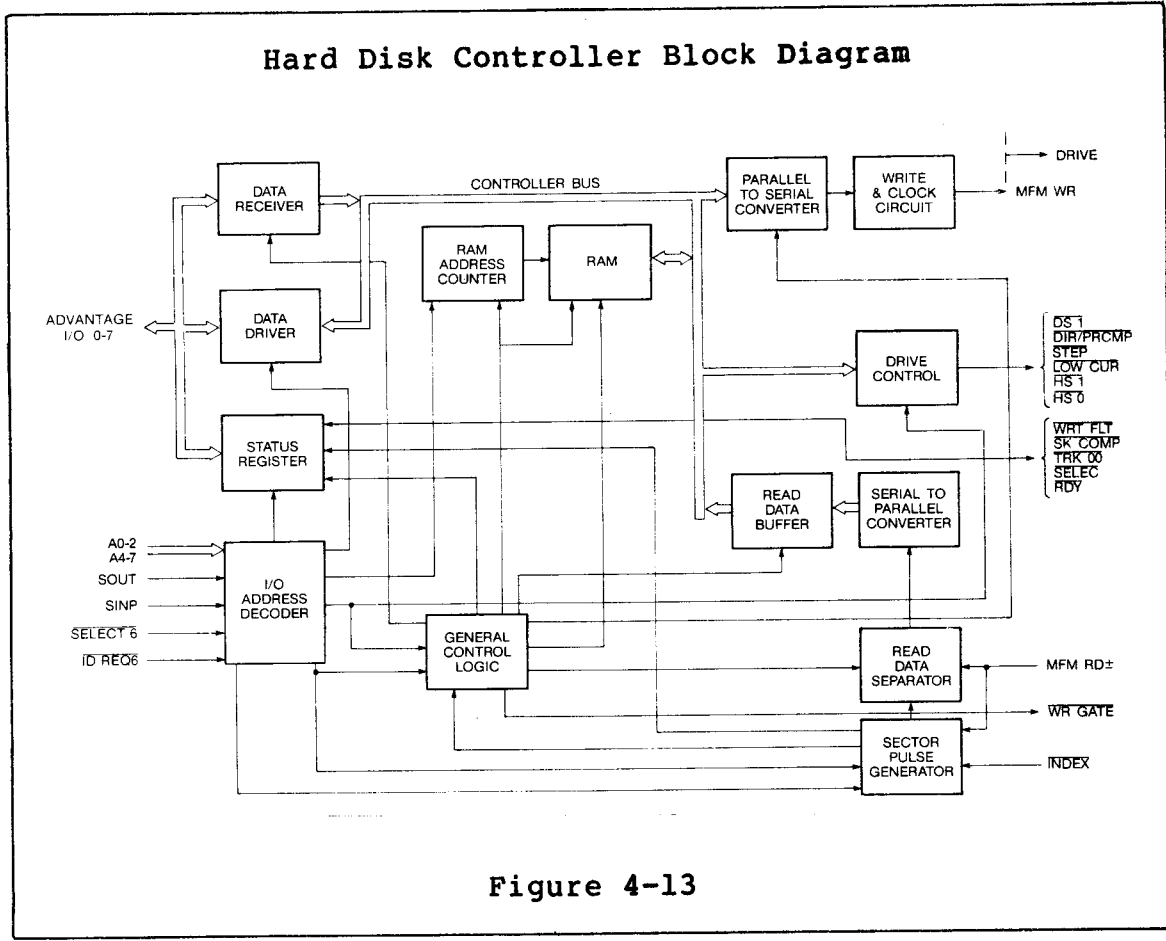 Hard Disk Controller Block Diagram
DATA
RECEIVER
CONTROLLER BUS
PARALLEL
TO SERIAL
CONVERTER
WRITE
& CLOCK
CIRCUIT
DRIVE
MFM WR
RAM
ADDRESS
COUNTER
RAM
ADVANTAGE
I/O 0-7
DATA
DRIVER
DRIVE
CONTROL
DS 1
DIR/PRCMP
STEP
LOW CUR
HS 1
HS 0
STATUS
REGISTER
WRT FLT
SK COMP
TRK 00
SELEC
RDY
READ
DATA
BUFFER
SERIAL TO
PARALLEL
CONVERTER
A0-2
A4-7
SOUT
SINP
SELECT 6
ID REQ6
I/O
ADDRESS
DECODER
GENERAL
CONTROL
LOGIC
READ
DATA
SEPARATOR
MFM RD±
WR GATE
SECTOR
PULSE
GENERATOR
INDEX
Figure 4-13